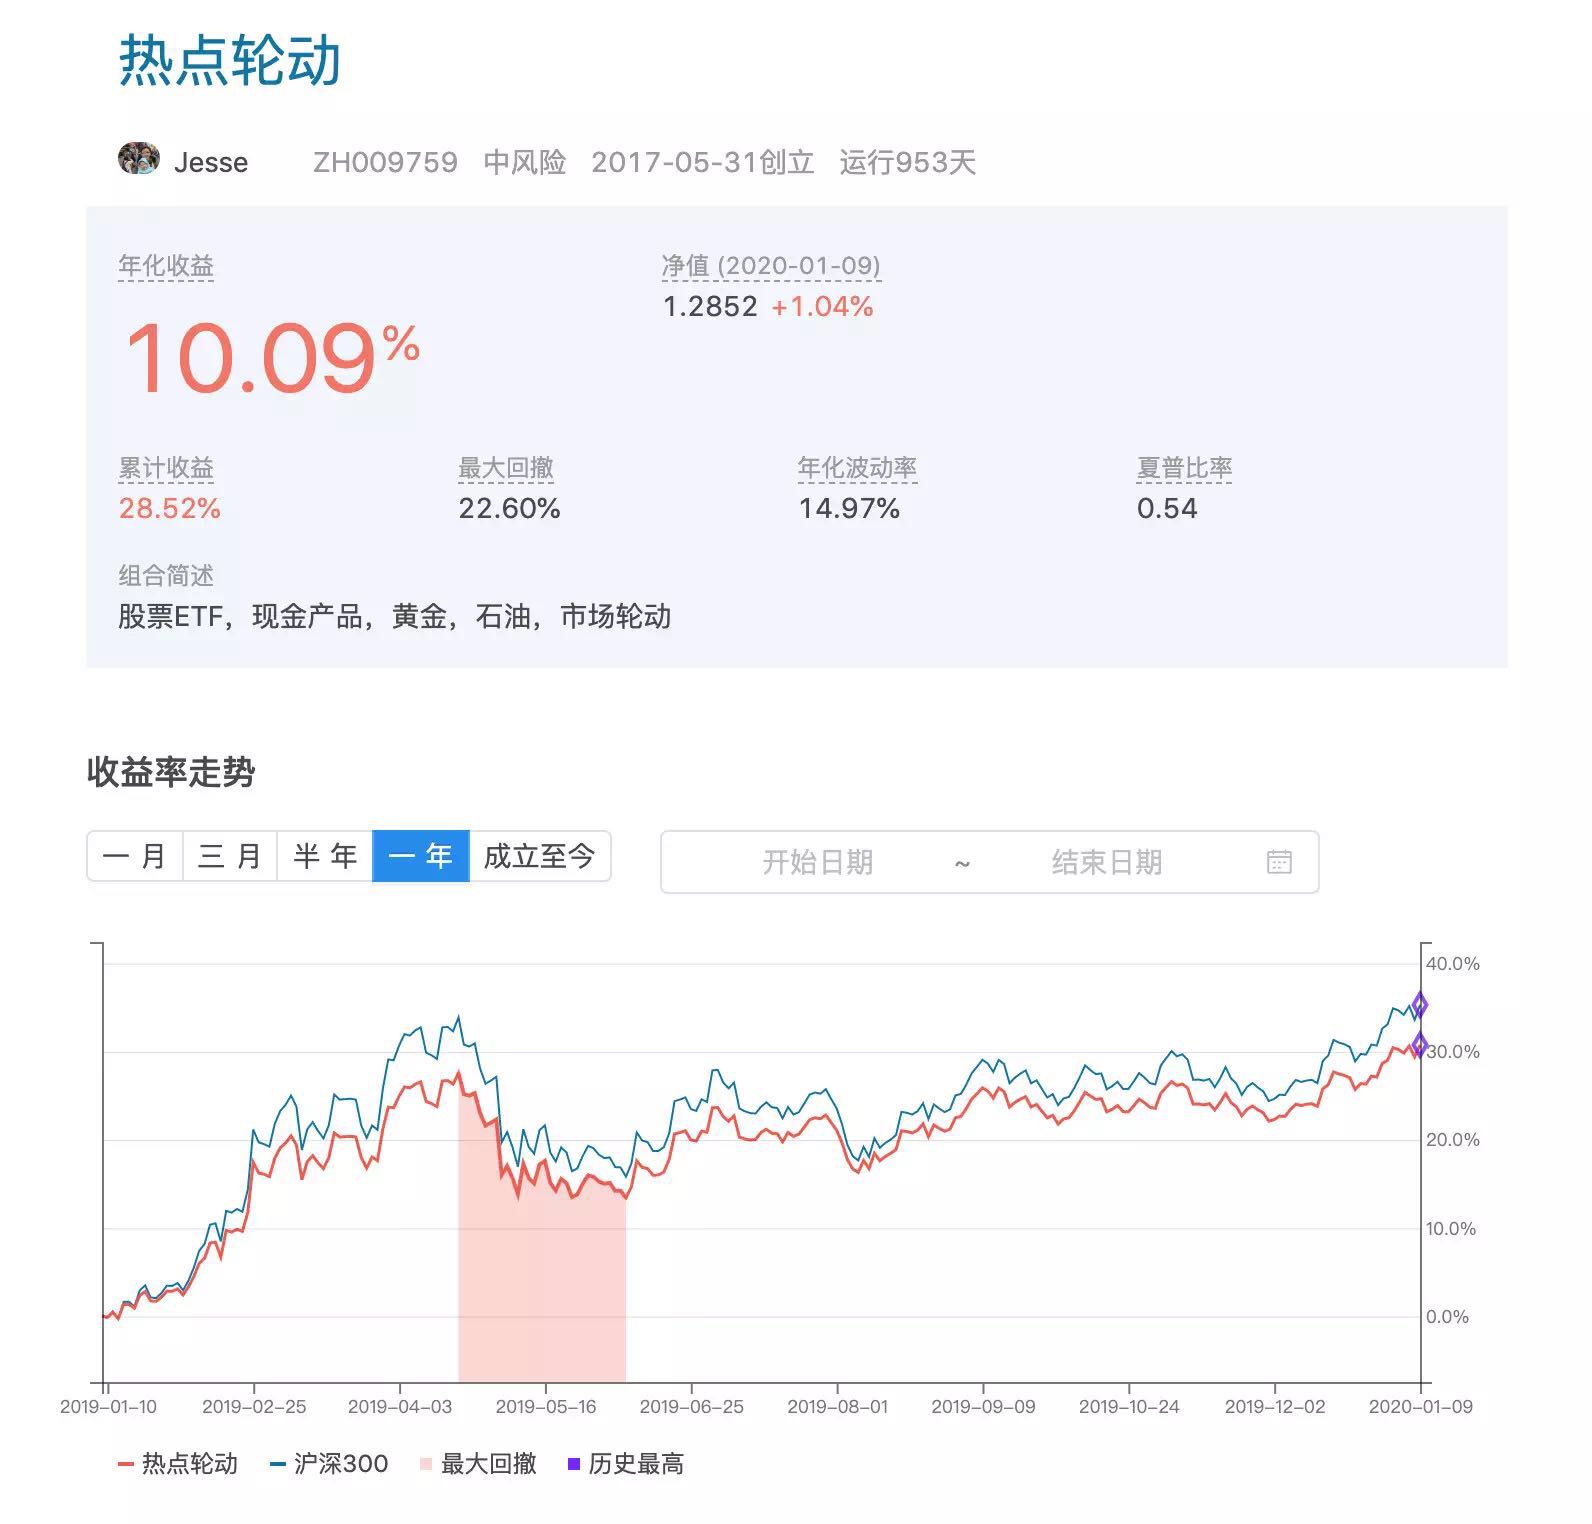 热点轮动
Jesse ZH009759 中风险 2017-05-31创立 运行953天
年化收益 净值 (2020-01-09)
1.2852 +1.04%
10.09%
累计收益 最大回撤 年化波动率 夏普比率
28.52% 22.60% 14.97% 0.54
组合简述
股票ETF，现金产品，黄金，石油，市场轮动
收益率走势
一月 三月 半年 一年 成立至今 开始日期 ~ 结束日期
40.0%
30.0%
20.0%
10.0%
0.0%
2019-01-10 2019-02-25 2019-04-03 2019-05-16 2019-06-25 2019-08-01 2019-09-09 2019-10-24 2019-12-02 2020-01-09
热点轮动 沪深300 最大回撤 历史最高